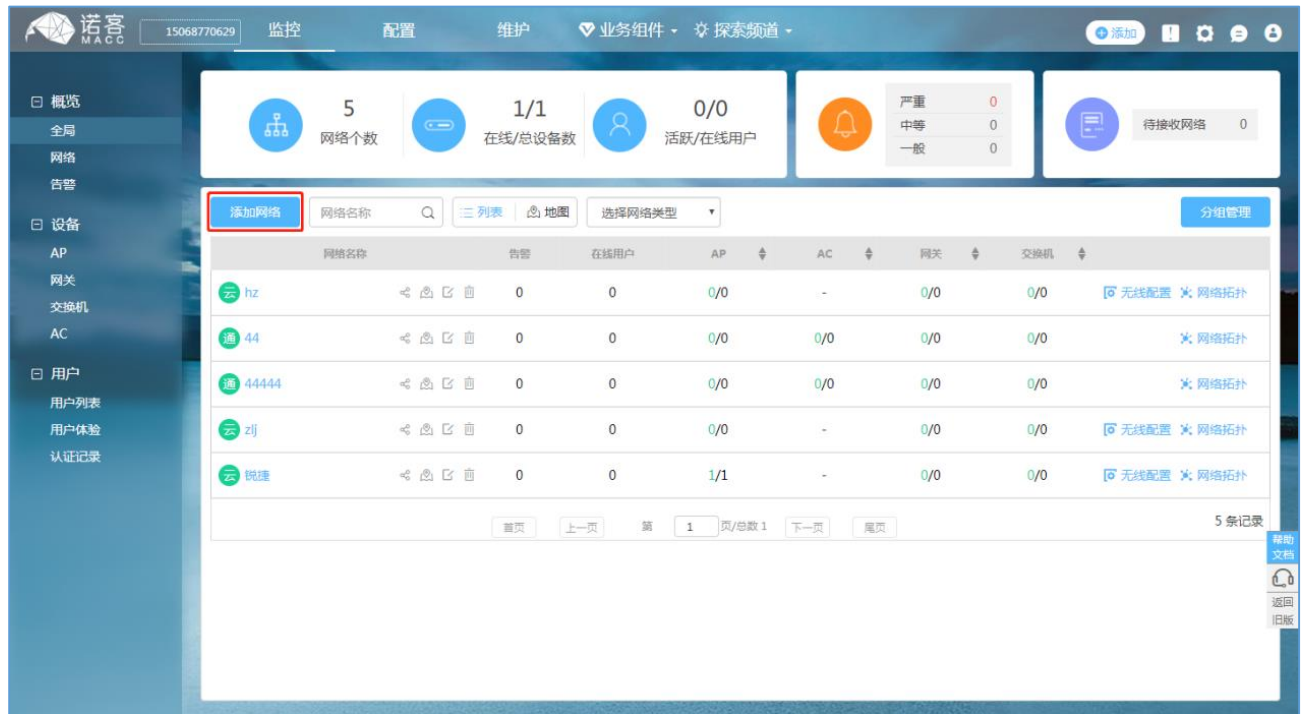 诺客 MACC 15068770629 监控 配置 维护 业务组件 探索频道 添加
概览
全局
网络
告警
设备
AP
网关
交换机
AC
用户
用户列表
用户体验
认证记录
5
网络个数
1/1
在线/总设备数
0/0
活跃/在线用户
严重 0
中等 0
一般 0
待接收网络 0
添加网络 网络名称 列表 地图 选择网络类型 分组管理
网络名称 告警 在线用户 AP AC 网关 交换机
云 hz 0 0 0/0 - 0/0 0/0 无线配置 网络拓扑
通 44 0 0 0/0 0/0 0/0 0/0 网络拓扑
通 44444 0 0 0/0 0/0 0/0 0/0 网络拓扑
云 zlj 0 0 0/0 - 0/0 0/0 无线配置 网络拓扑
云 锐捷 0 0 1/1 - 0/0 0/0 无线配置 网络拓扑
首页 上一页 第 1 页/总数 1 下一页 尾页 5 条记录
帮助
文档
返回
旧版